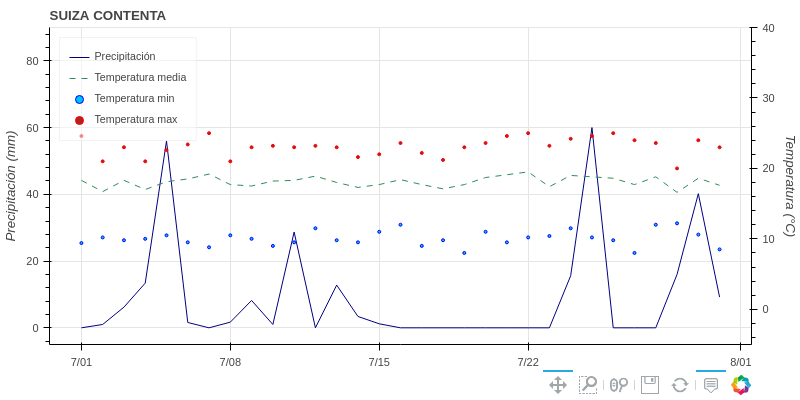 SUIZA CONTENTA
Precipitación
Temperatura media
Temperatura min
Temperatura max
Precipitación (mm)
80
60
40
20
0
40
30
20
10
0
Temperatura (°C)
7/01
7/08
7/15
7/22
8/01